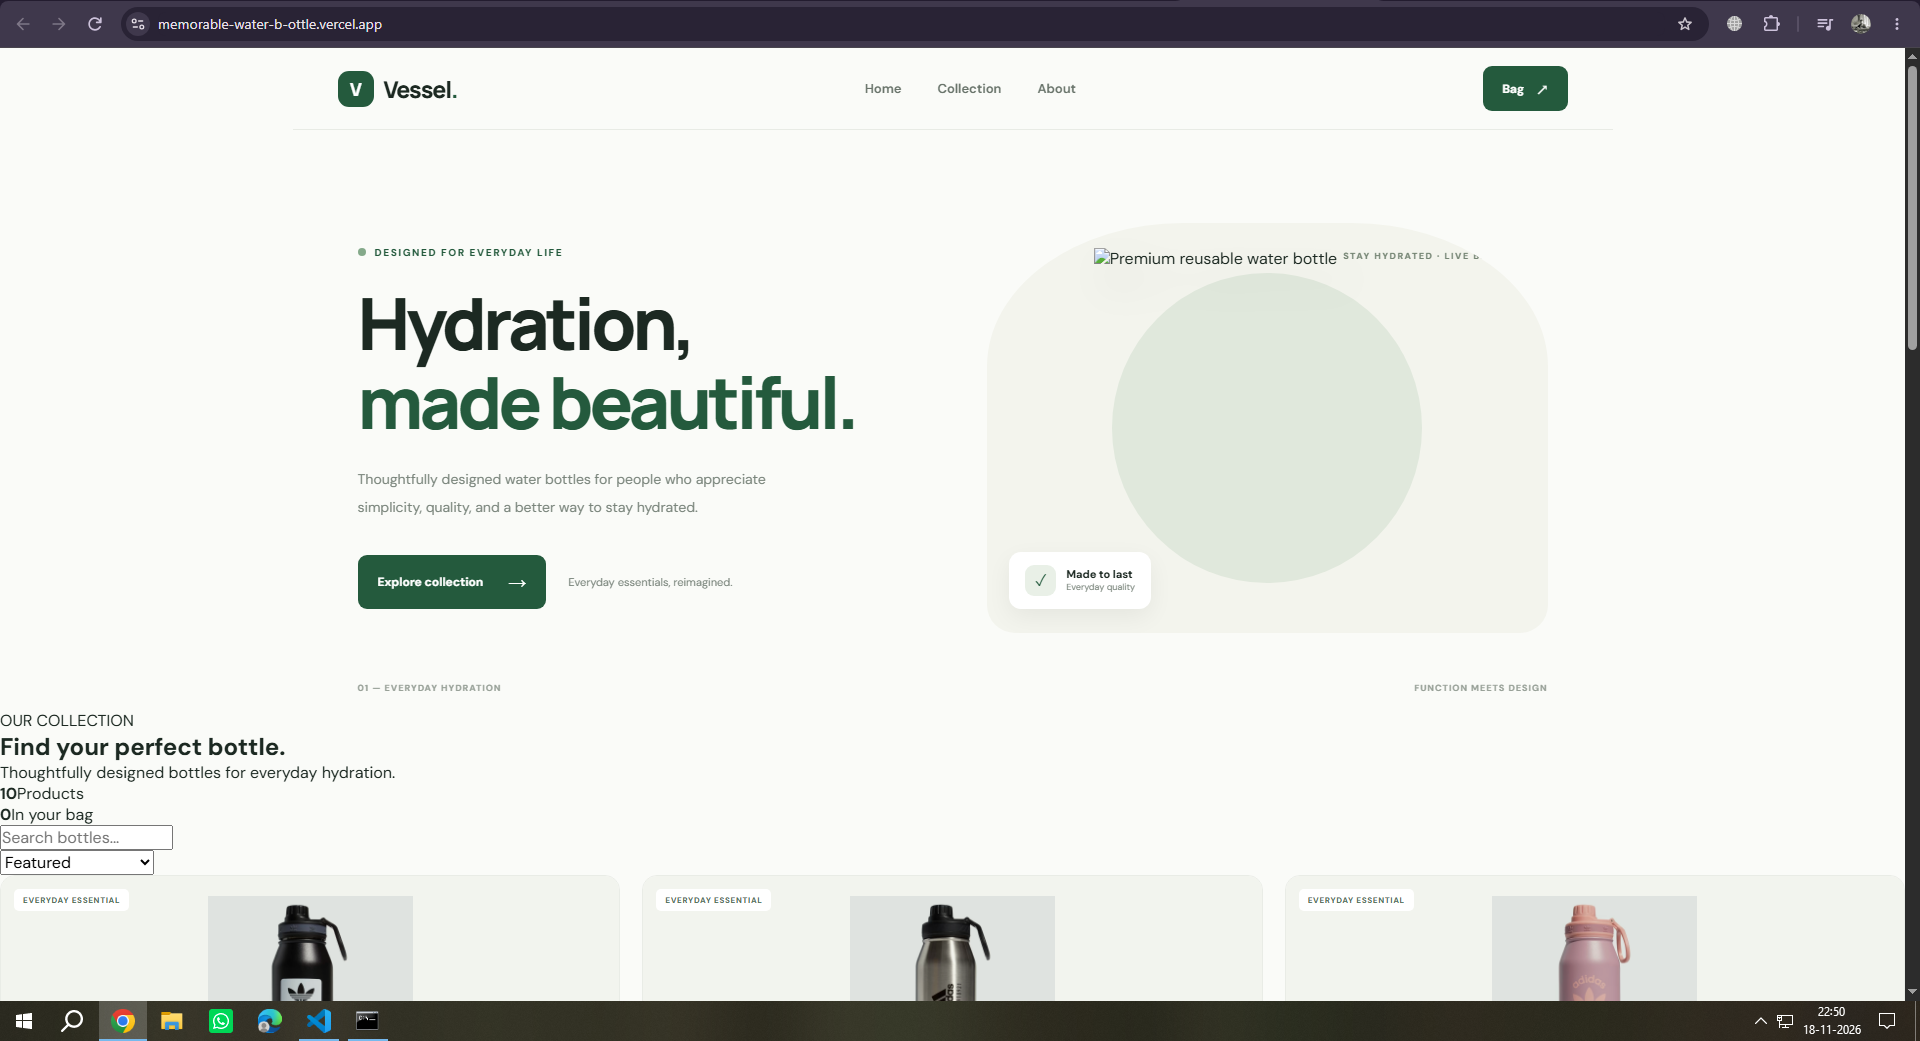 memorable-water-b-ottle.vercel.app
V Vessel.
Home Collection About
Bag ↗
DESIGNED FOR EVERYDAY LIFE
Hydration,
made beautiful.
Thoughtfully designed water bottles for people who appreciate
simplicity, quality, and a better way to stay hydrated.
Explore collection →
Everyday essentials, reimagined.
Premium reusable water bottle
STAY HYDRATED · LIVE
✓ Made to last
Everyday quality
01 — EVERYDAY HYDRATION
FUNCTION MEETS DESIGN
OUR COLLECTION
Find your perfect bottle.
Thoughtfully designed bottles for everyday hydration.
10Products
0In your bag
Search bottles...
Featured
EVERYDAY ESSENTIAL
EVERYDAY ESSENTIAL
adidas
EVERYDAY ESSENTIAL
adidas
22:50
18-11-2026